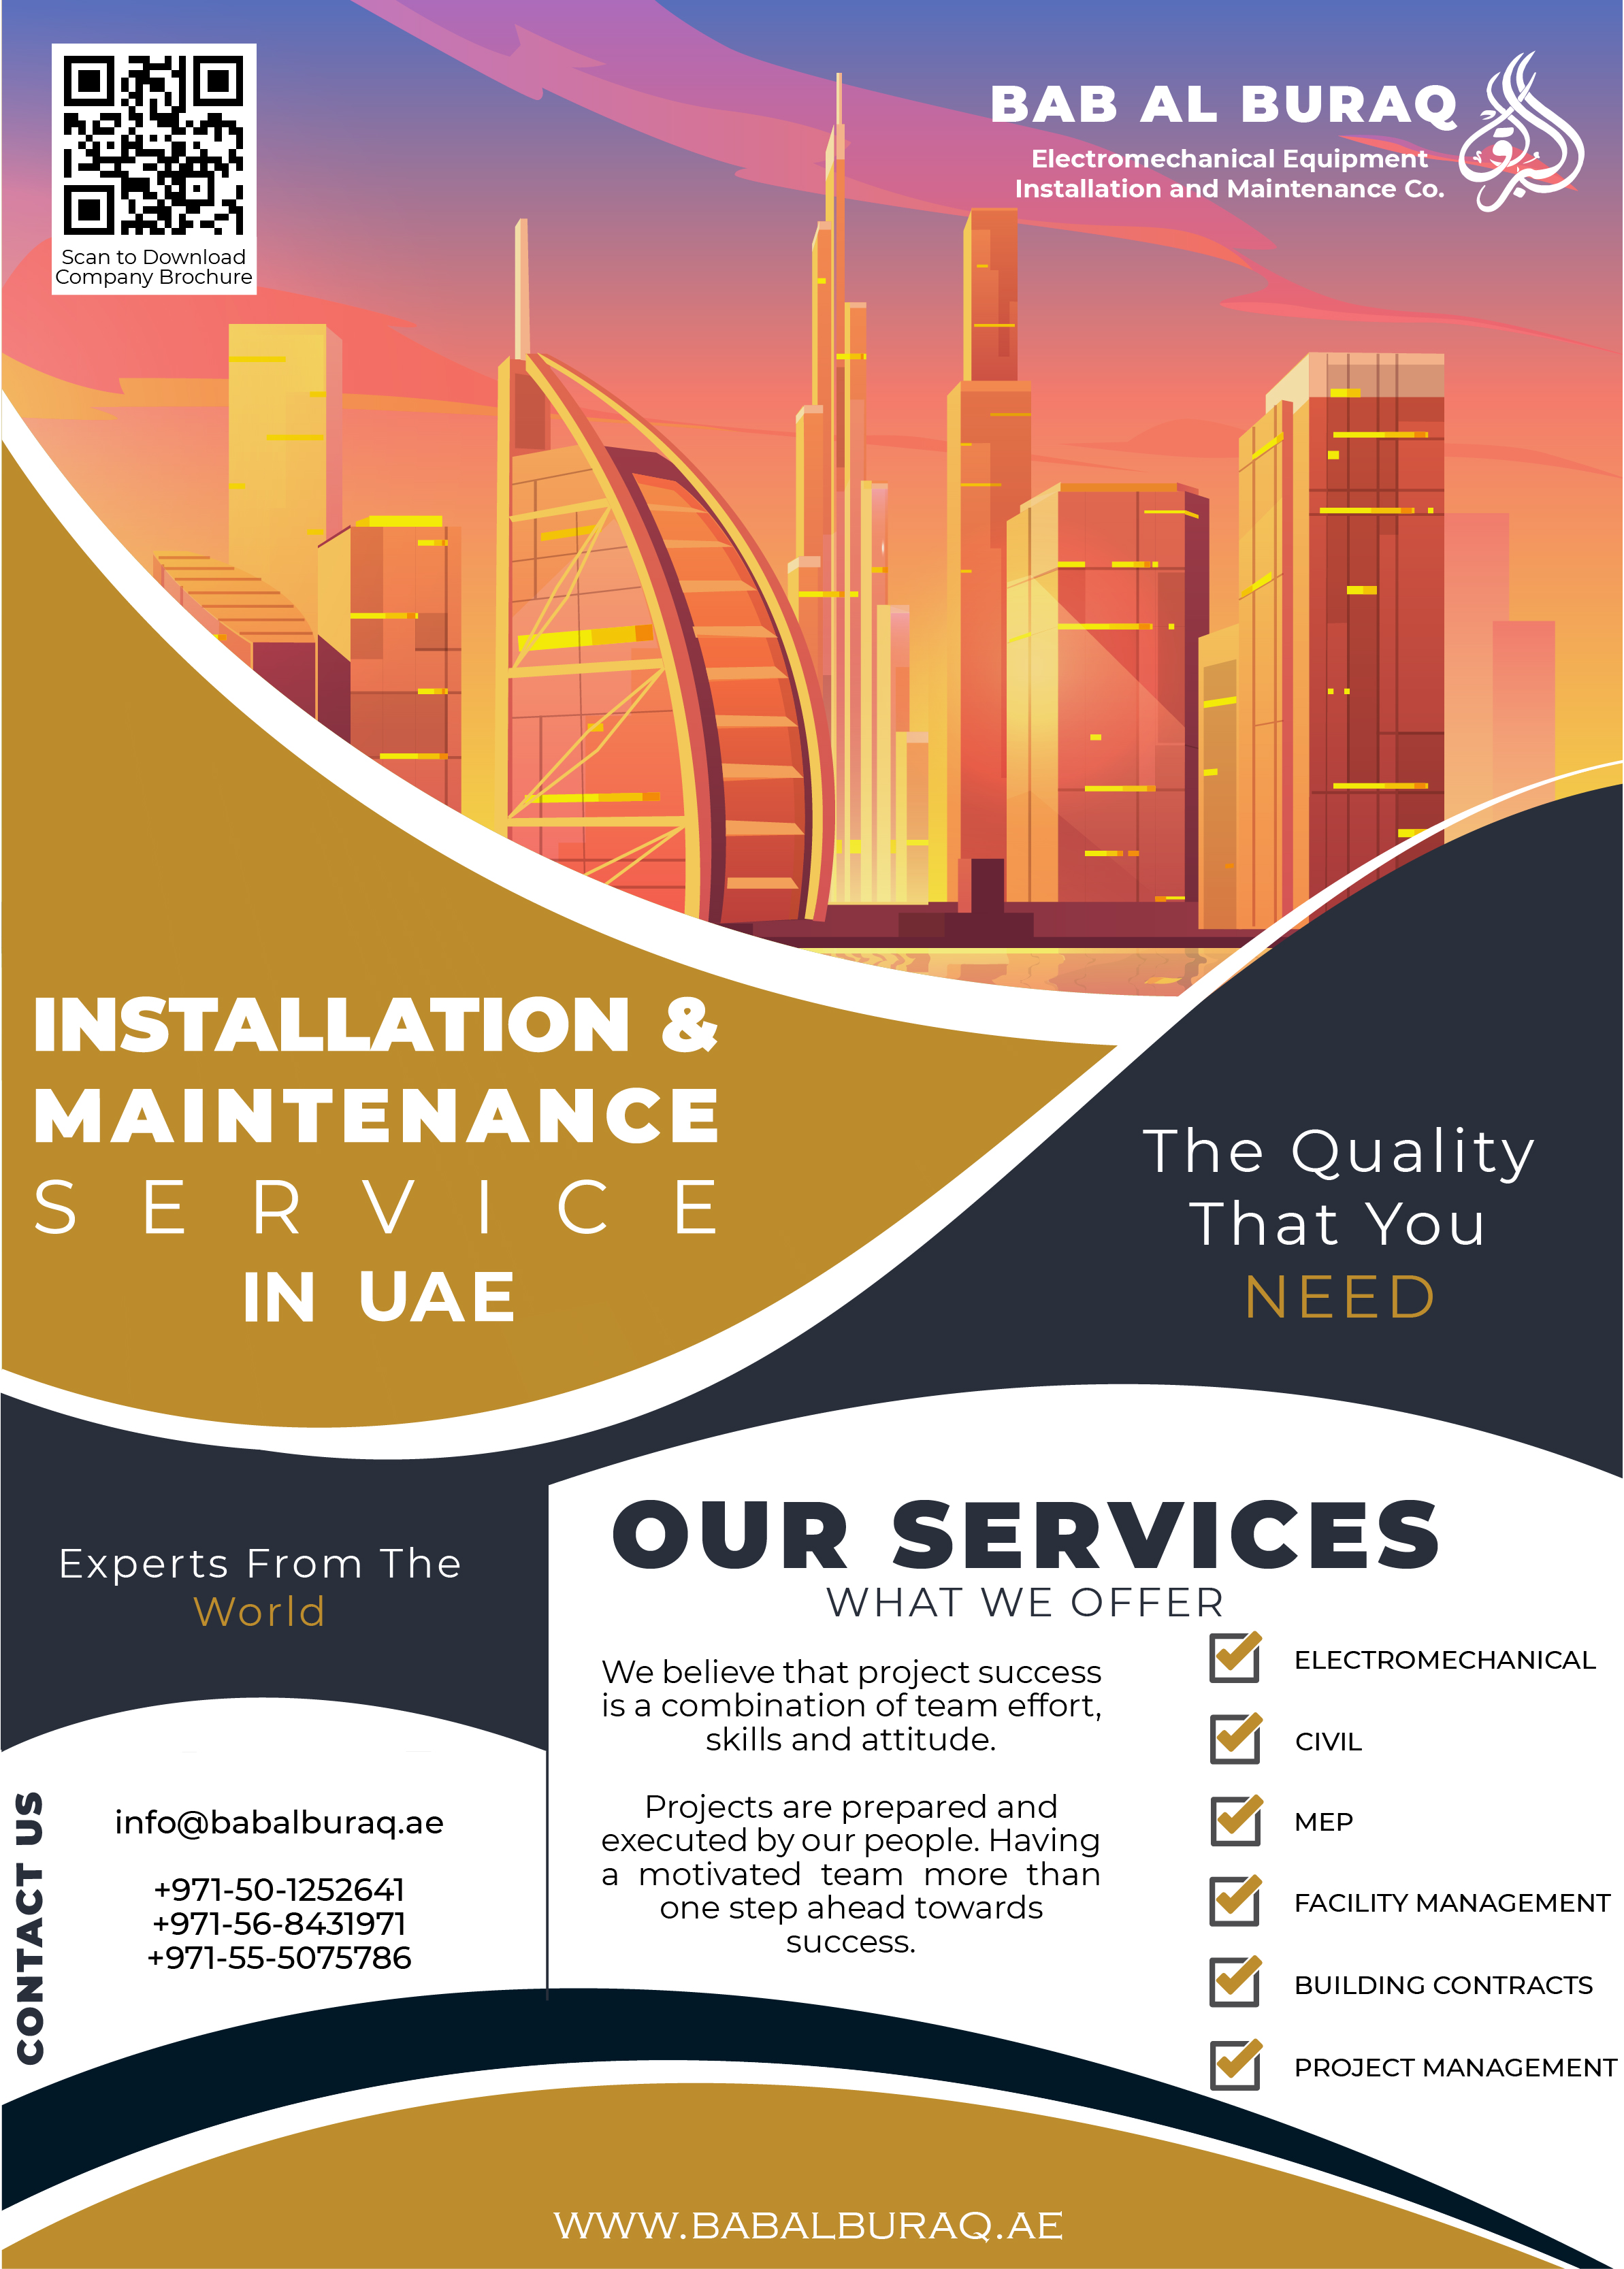 Scan to Download
Company Brochure
BAB AL BURAQ
Electromechanical Equipment
Installation and Maintenance Co.
البرق
INSTALLATION &
MAINTENANCE
SERVICE
IN UAE
The Quality
That You
NEED
Experts From The
World
OUR SERVICES
WHAT WE OFFER
We believe that project success
is a combination of team effort,
skills and attitude.
Projects are prepared and
executed by our people. Having
a motivated team more than
one step ahead towards
success.
ELECTROMECHANICAL
CIVIL
MEP
FACILITY MANAGEMENT
BUILDING CONTRACTS
PROJECT MANAGEMENT
CONTACT US
info@babalburaq.ae
+971-50-1252641
+971-56-8431971
+971-55-5075786
WWW.BABALBURAQ.AE